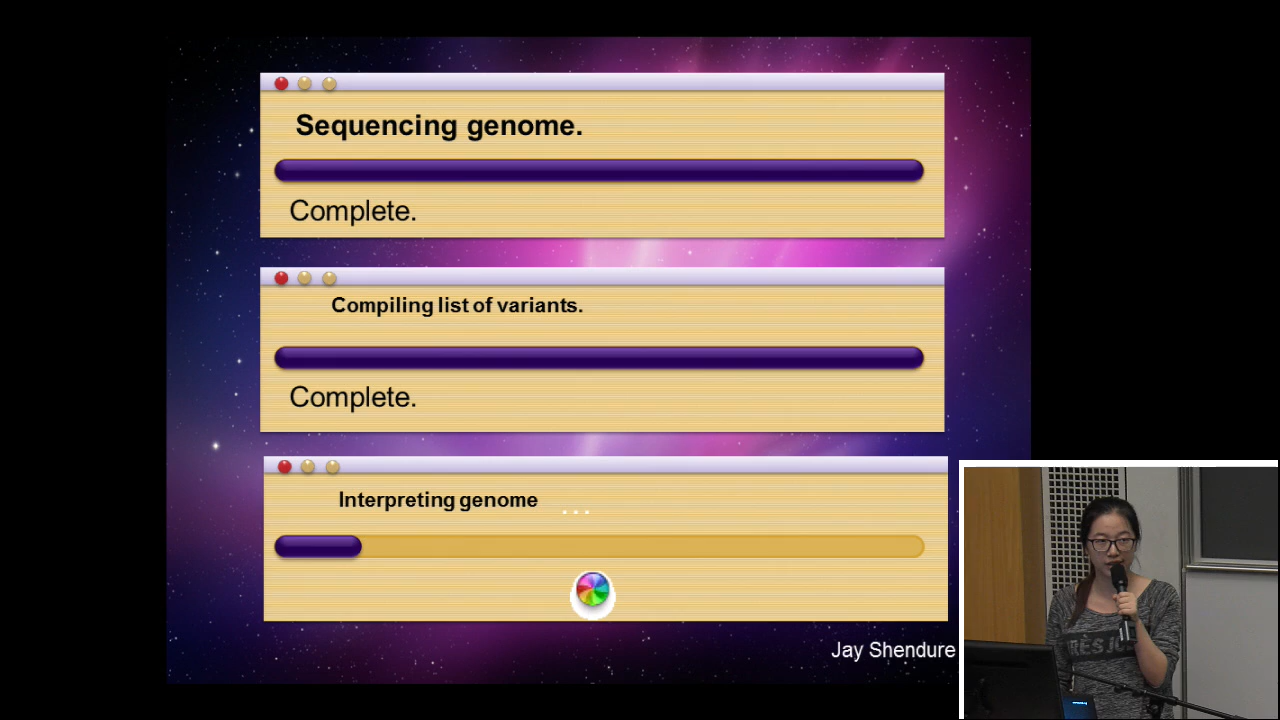 Sequencing genome.
Complete.
Compiling list of variants.
Complete.
Interpreting genome ...
Jay Shendure